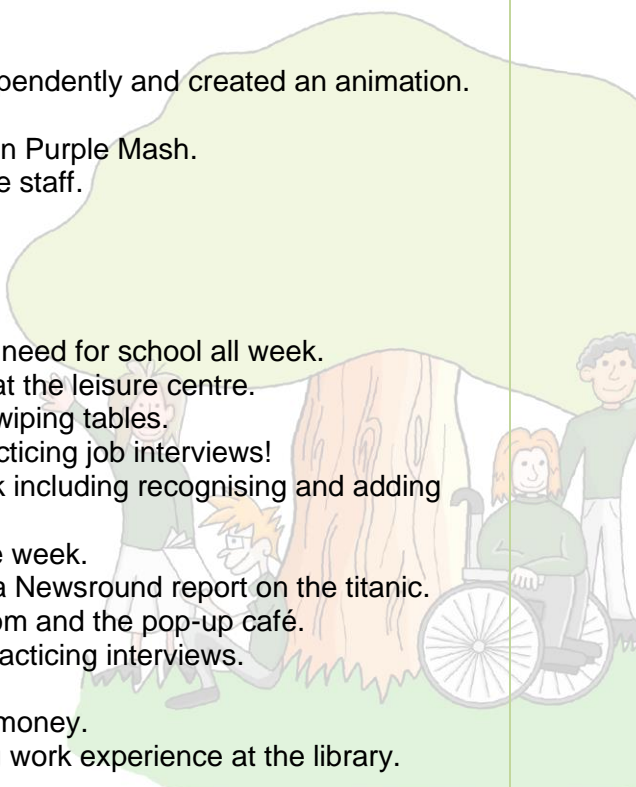 pendently and created an animation.
n Purple Mash.
e staff.
need for school all week.
at the leisure centre.
wiping tables.
cticing job interviews!
k including recognising and adding
e week.
a Newsround report on the titanic.
om and the pop-up café.
acticing interviews.
money.
work experience at the library.